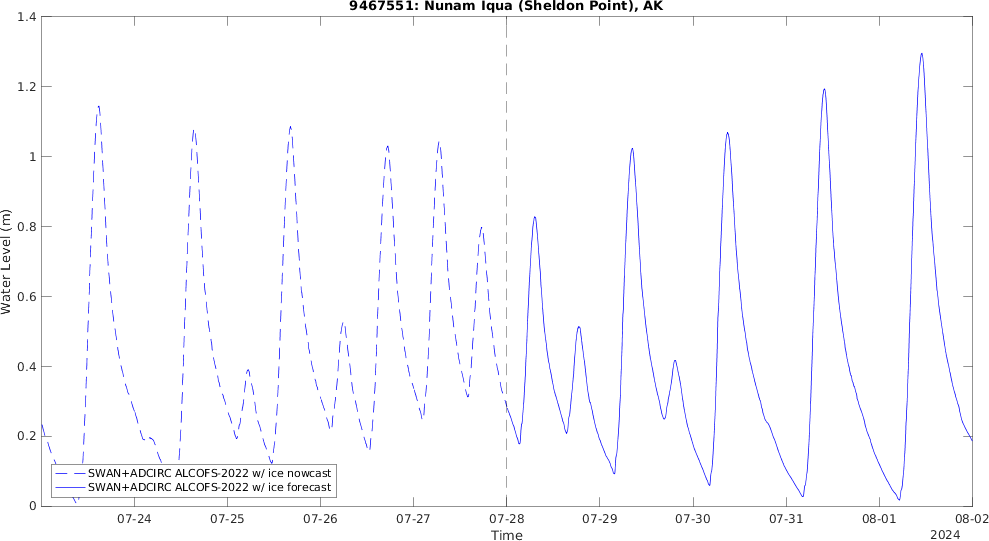 9467551: Nunam Iqua (Sheldon Point), AK
1.4
1.2
1
0.8
0.6
0.4
0.2
0
Water Level (m)
SWAN+ADCIRC ALCOFS-2022 w/ ice nowcast
SWAN+ADCIRC ALCOFS-2022 w/ ice forecast
07-24 07-25 07-26 07-27 07-28 07-29 07-30 07-31 08-01 08-02
Time
2024